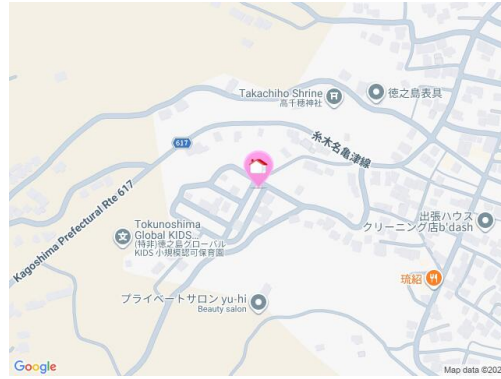 Takachiho Shrine
高千穂神社
徳之島表具
617
糸木名亀津線
Kagoshima Prefectural Rte 617
Tokunoshima
Global KIDS...
(特非)徳之島グローバル
KIDS 小規模認可保育園
出張ハウス
クリーニング店b'dash
琉紹
プライベートサロン yu-hi
Beauty salon
Google
Map data ©202